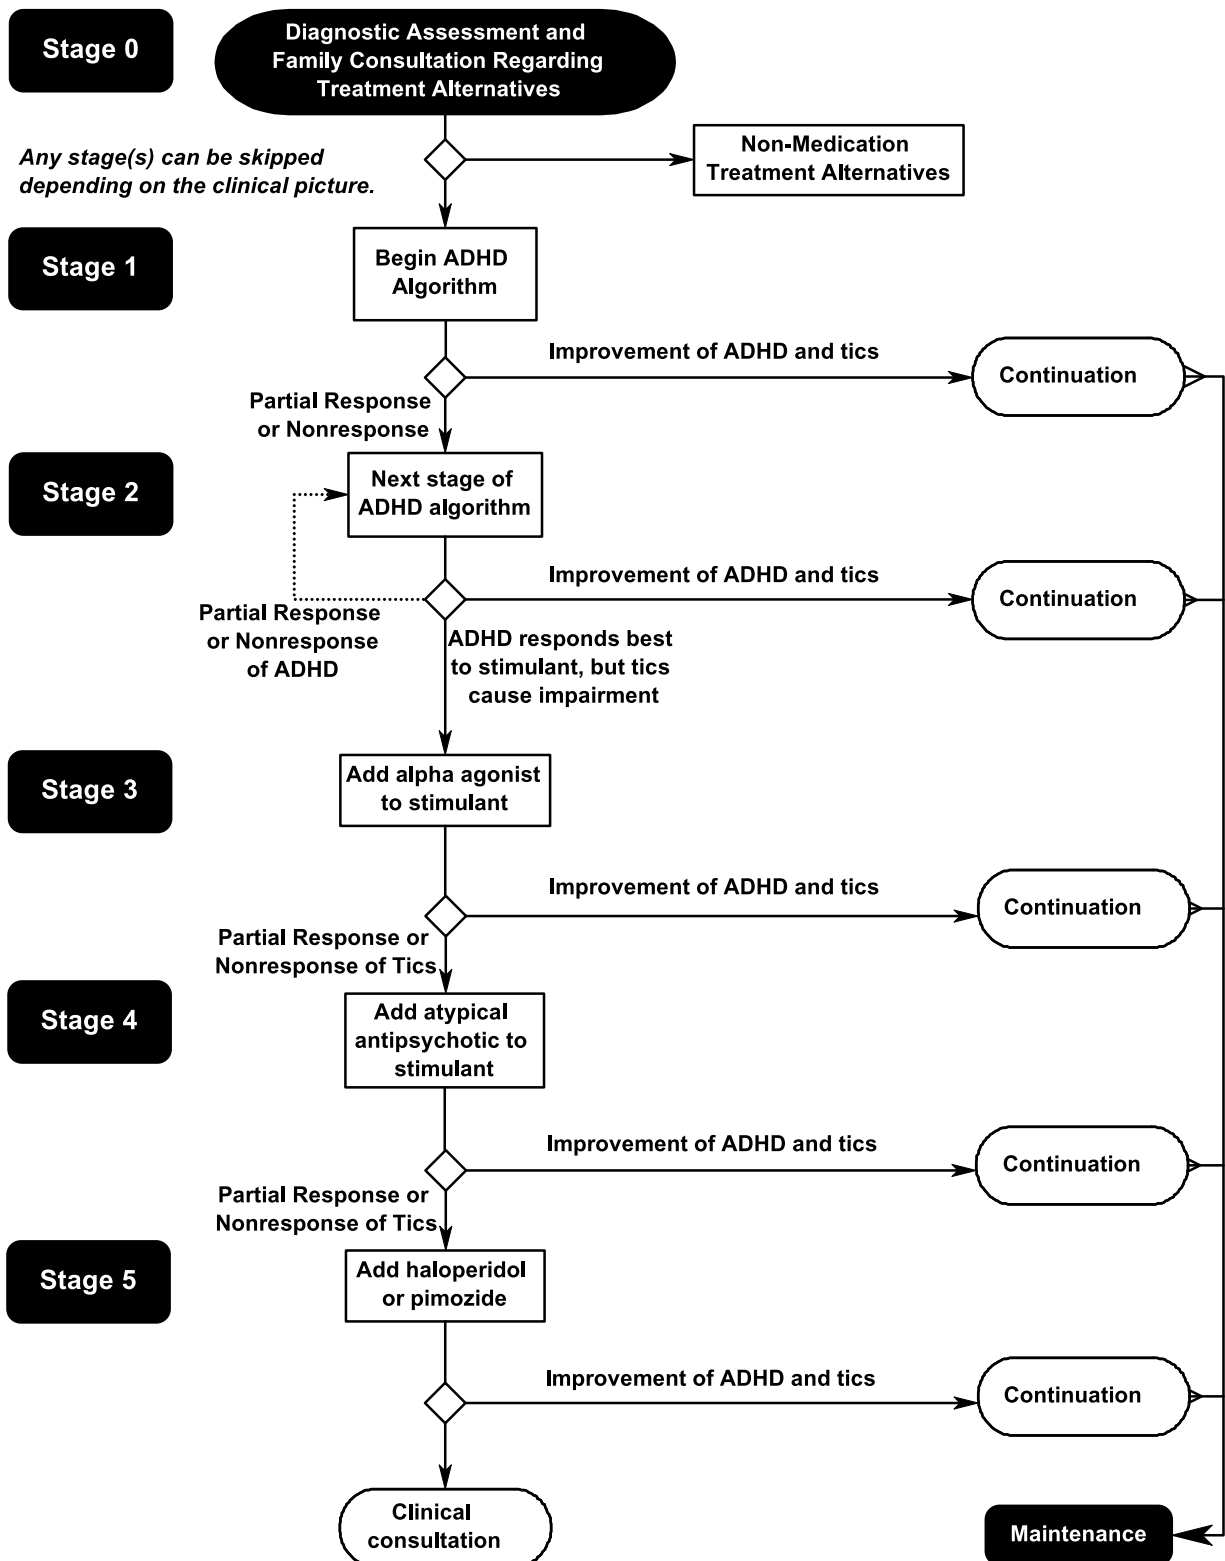 Stage 0
Diagnostic Assessment and
Family Consultation Regarding
Treatment Alternatives
Any stage(s) can be skipped
depending on the clinical picture.
Non-Medication
Treatment Alternatives
Stage 1
Begin ADHD
Algorithm
Improvement of ADHD and tics
Continuation
Partial Response
or Nonresponse
Stage 2
Next stage of
ADHD algorithm
Improvement of ADHD and tics
Continuation
Partial Response
or Nonresponse
of ADHD
ADHD responds best
to stimulant, but tics
cause impairment
Stage 3
Add alpha agonist
to stimulant
Improvement of ADHD and tics
Continuation
Partial Response or
Nonresponse of Tics
Stage 4
Add atypical
antipsychotic to
stimulant
Improvement of ADHD and tics
Continuation
Partial Response or
Nonresponse of Tics
Stage 5
Add haloperidol
or pimozide
Improvement of ADHD and tics
Continuation
Clinical
consultation
Maintenance